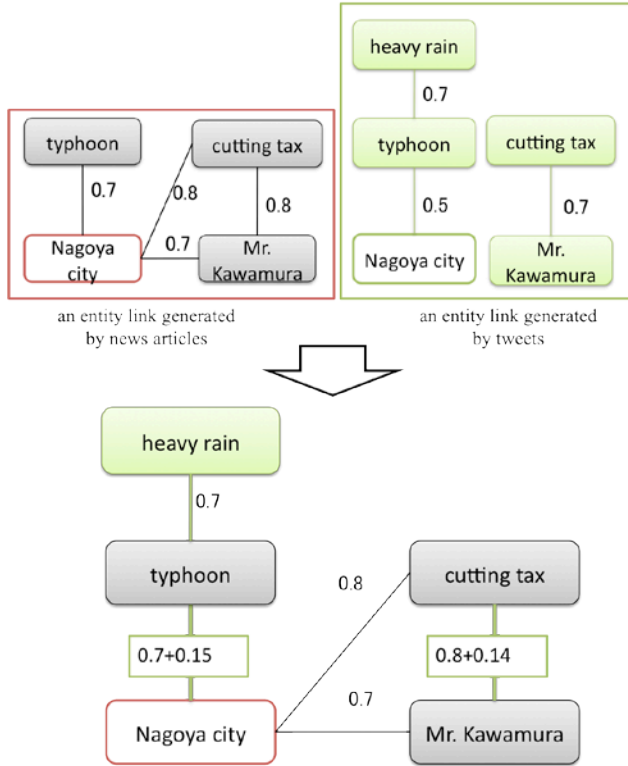 heavy rain
0.7
typhoon
cutting tax
0.7
0.8
0.8
0.7
Nagoya
city
Mr.
Kawamura
typhoon
cutting tax
0.5
0.7
Nagoya city
Mr.
Kawamura
an entity link generated
by news articles
an entity link generated
by tweets
heavy rain
0.7
typhoon
cutting tax
0.8
0.7+0.15
0.8+0.14
0.7
Nagoya city
Mr. Kawamura